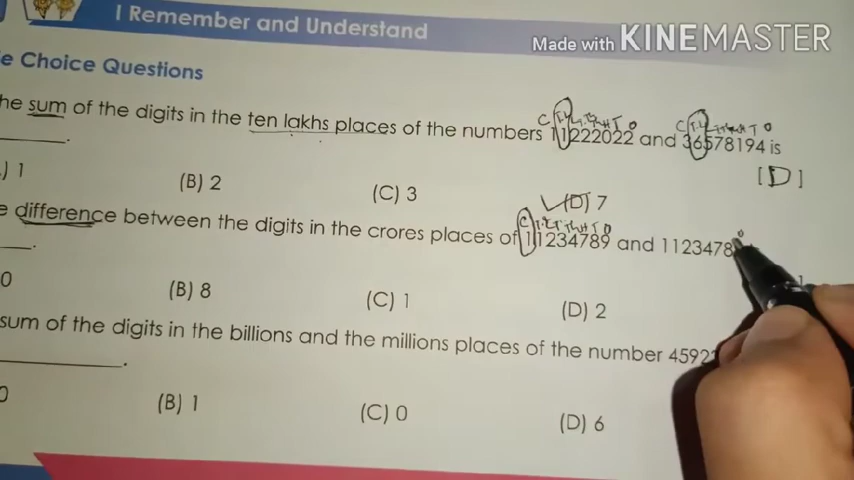 I Remember and Understand
Made with KINEMASTER
e Choice Questions
he sum of the digits in the ten lakhs places of the numbers 11222022 and 36578194 is
[D]
) 1 (B) 2 (C) 3 (D) 7
e difference between the digits in the crores places of 11234789 and 1123478
0 (B) 8 (C) 1 (D) 2
sum of the digits in the billions and the millions places of the number 4592
0 (B) 1 (C) 0 (D) 6